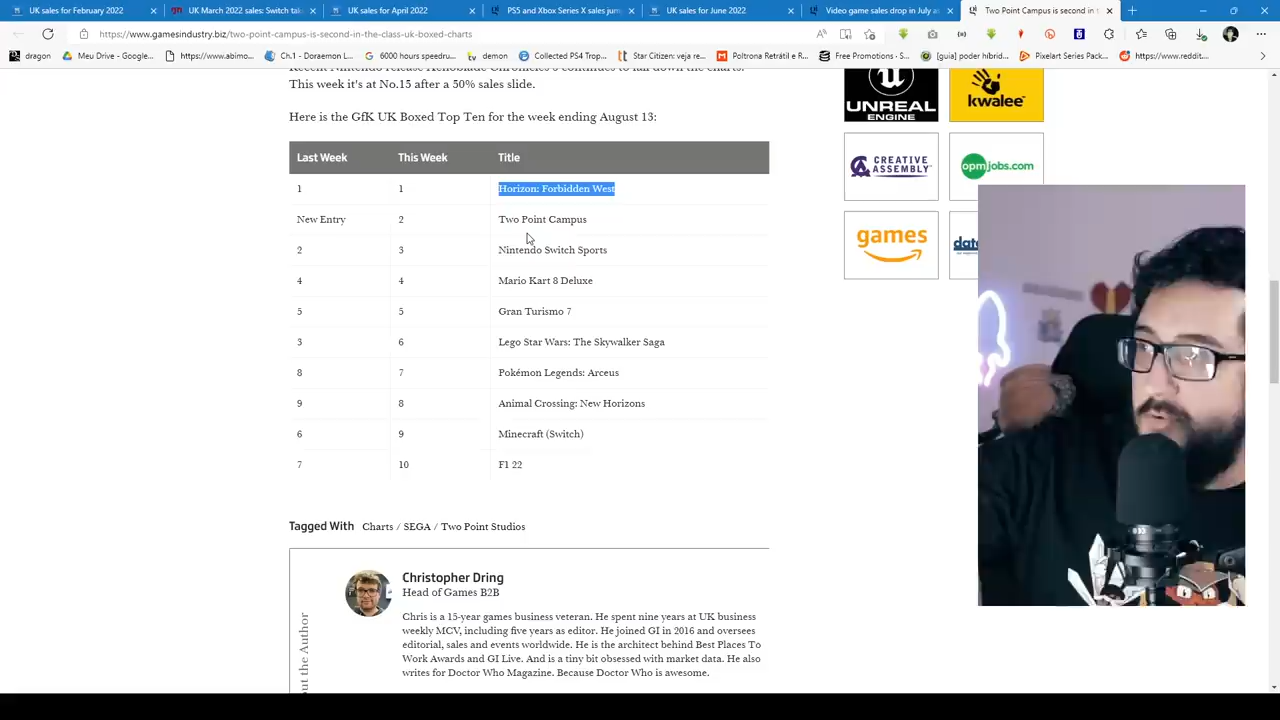 UK sales for February 2022
UK March 2022 sales: Switch tak
UK sales for April 2022
PS5 and Xbox Series X sales jum
UK sales for June 2022
Video game sales drop in July as
Two Point Campus is second in t
https://www.gamesindustry.biz/two-point-campus-is-second-in-the-class-uk-boxed-charts
dragon
Meu Drive - Google...
https://www.abimo...
Ch.1 - Doraemon L...
6000 hours speedru...
demon
Collected PS4 Trop...
Star Citizen: veja re...
Poltrona Retrátil e R...
Free Promotions | S...
[guia] poder hibrid...
Pixelart Series Pack...
https://www.reddit...
This week it's at No.15 after a 50% sales slide.
Here is the GfK UK Boxed Top Ten for the week ending August 13:
Last Week This Week Title
1 1 Horizon: Forbidden West
New Entry 2 Two Point Campus
2 3 Nintendo Switch Sports
4 4 Mario Kart 8 Deluxe
5 5 Gran Turismo 7
3 6 Lego Star Wars: The Skywalker Saga
8 7 Pokémon Legends: Arceus
9 8 Animal Crossing: New Horizons
6 9 Minecraft (Switch)
7 10 F1 22
Tagged With Charts / SEGA / Two Point Studios
Christopher Dring
Head of Games B2B
Chris is a 15-year games business veteran. He spent nine years at UK business
weekly MCV, including five years as editor. He joined GI in 2016 and oversees
editorial, sales and events worldwide. He is the architect behind Best Places To
Work Awards and GI Live. And is a tiny bit obsessed with market data. He also
writes for Doctor Who Magazine. Because Doctor Who is awesome.
out the Author
UNREAL
ENGINE
kwalee
CREATIVE
ASSEMBLY
opmjobs.com
games
data